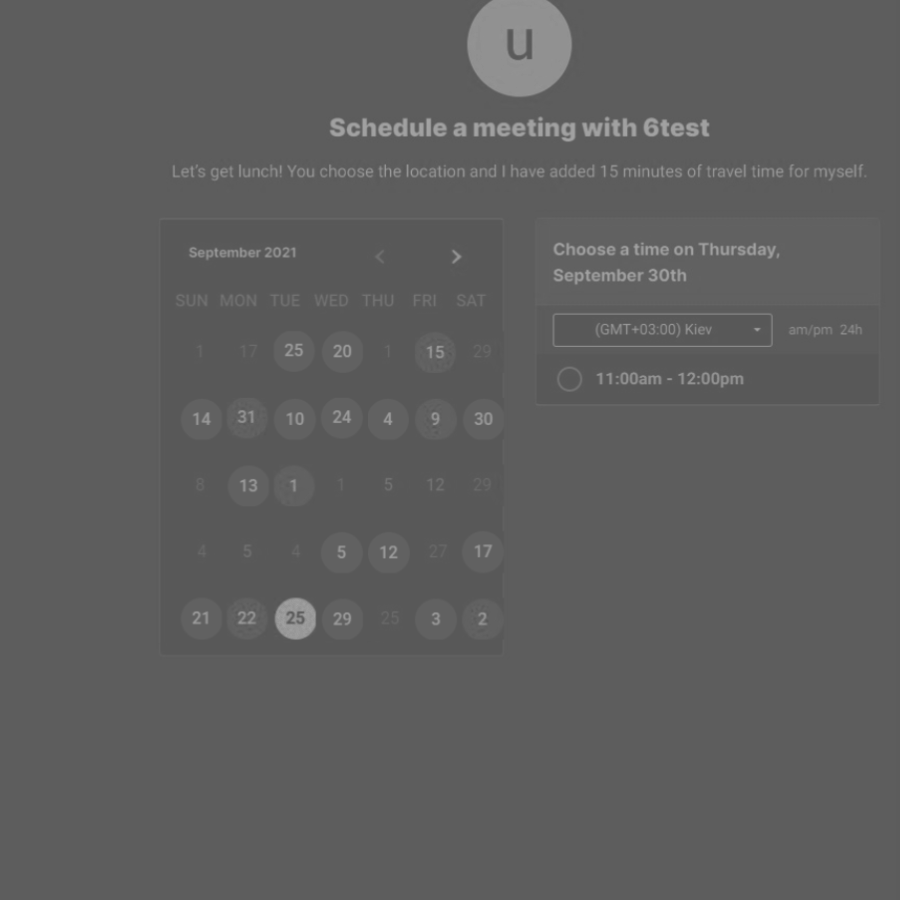 u
Schedule a meeting with 6test
Let's get lunch! You choose the location and I have added 15 minutes of travel time for myself.
September 2021
SUN MON TUE WED THU FRI SAT
1 17 25 20 1 15 29
14 31 10 24 4 9 30
8 13 1 1 5 12 29
4 5 4 5 12 27 17
21 22 25 29 25 3 2
Choose a time on Thursday,
September 30th
(GMT+03:00) Kiev am/pm 24h
11:00am - 12:00pm